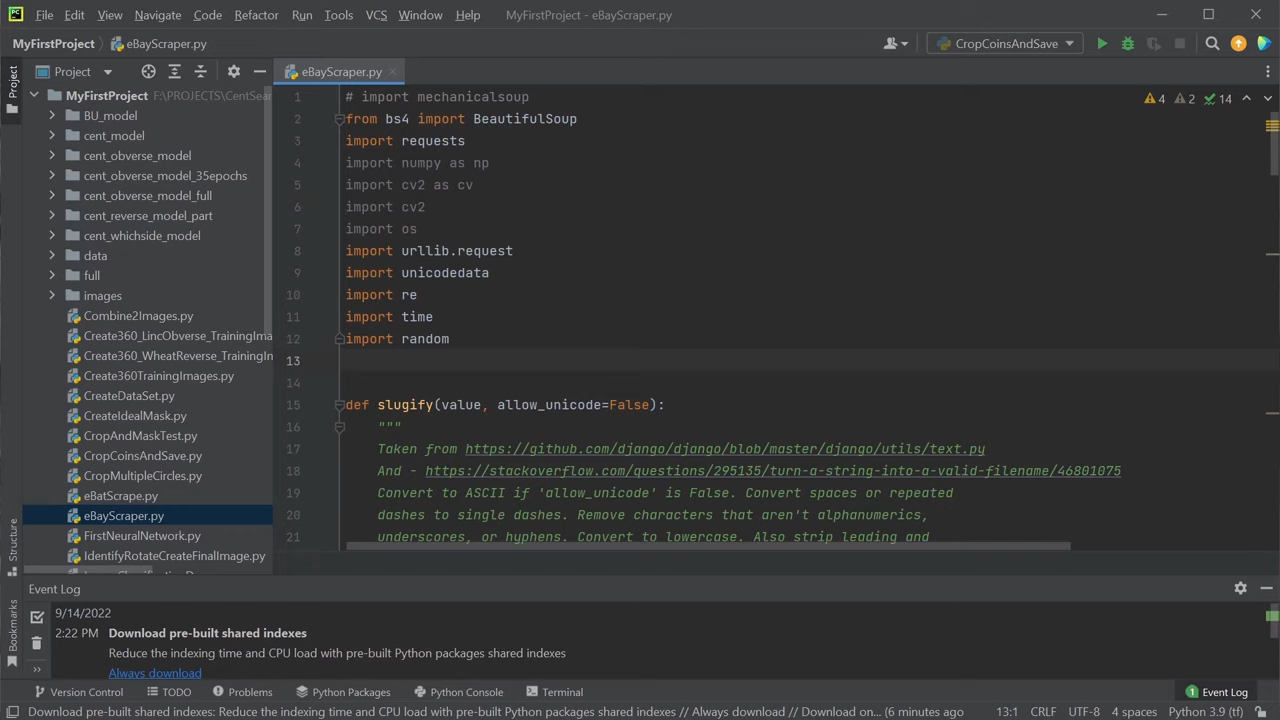 PC File Edit View Navigate Code Refactor Run Tools VCS Window Help MyFirstProject - eBayScraper.py
MyFirstProject eBayScraper.py CropCoinsAndSave
Project Project eBayScraper.py
MyFirstProject F:\PROJECTS\CentSear
BU_model
cent_model
cent_obverse_model
cent_obverse_model_35epochs
cent_obverse_model_full
cent_reverse_model_part
cent_whichside_model
data
full
images
Combine2Images.py
Create360_LincObverse_TrainingIma
Create360_WheatReverse_TrainingIn
Create360TrainingImages.py
CreateDataSet.py
CreateIdealMask.py
CropAndMaskTest.py
CropCoinsAndSave.py
CropMultipleCircles.py
eBatScrape.py
eBayScraper.py
FirstNeuralNetwork.py
IdentifyRotateCreateFinalImage.py
4 2 14
1 # import mechanicalsoup
2 from bs4 import BeautifulSoup
3 import requests
4 import numpy as np
5 import cv2 as cv
6 import cv2
7 import os
8 import urllib.request
9 import unicodedata
10 import re
11 import time
12 import random
13
14
15 def slugify(value, allow_unicode=False):
16 """
17 Taken from https://github.com/django/django/blob/master/django/utils/text.py
18 And - https://stackoverflow.com/questions/295135/turn-a-string-into-a-valid-filename/46801075
19 Convert to ASCII if 'allow_unicode' is False. Convert spaces or repeated
20 dashes to single dashes. Remove characters that aren't alphanumerics,
21 underscores, or hyphens. Convert to lowercase. Also strip leading and
Structure
Bookmarks
Event Log
9/14/2022
2:22 PM Download pre-built shared indexes
Reduce the indexing time and CPU load with pre-built Python packages shared indexes
Always download
Version Control TODO Problems Python Packages Python Console Terminal 1 Event Log
Download pre-built shared indexes: Reduce the indexing time and CPU load with pre-built Python packages shared indexes // Always download // Download on... (6 minutes ago) 13:1 CRLF UTF-8 4 spaces Python 3.9 (tf)